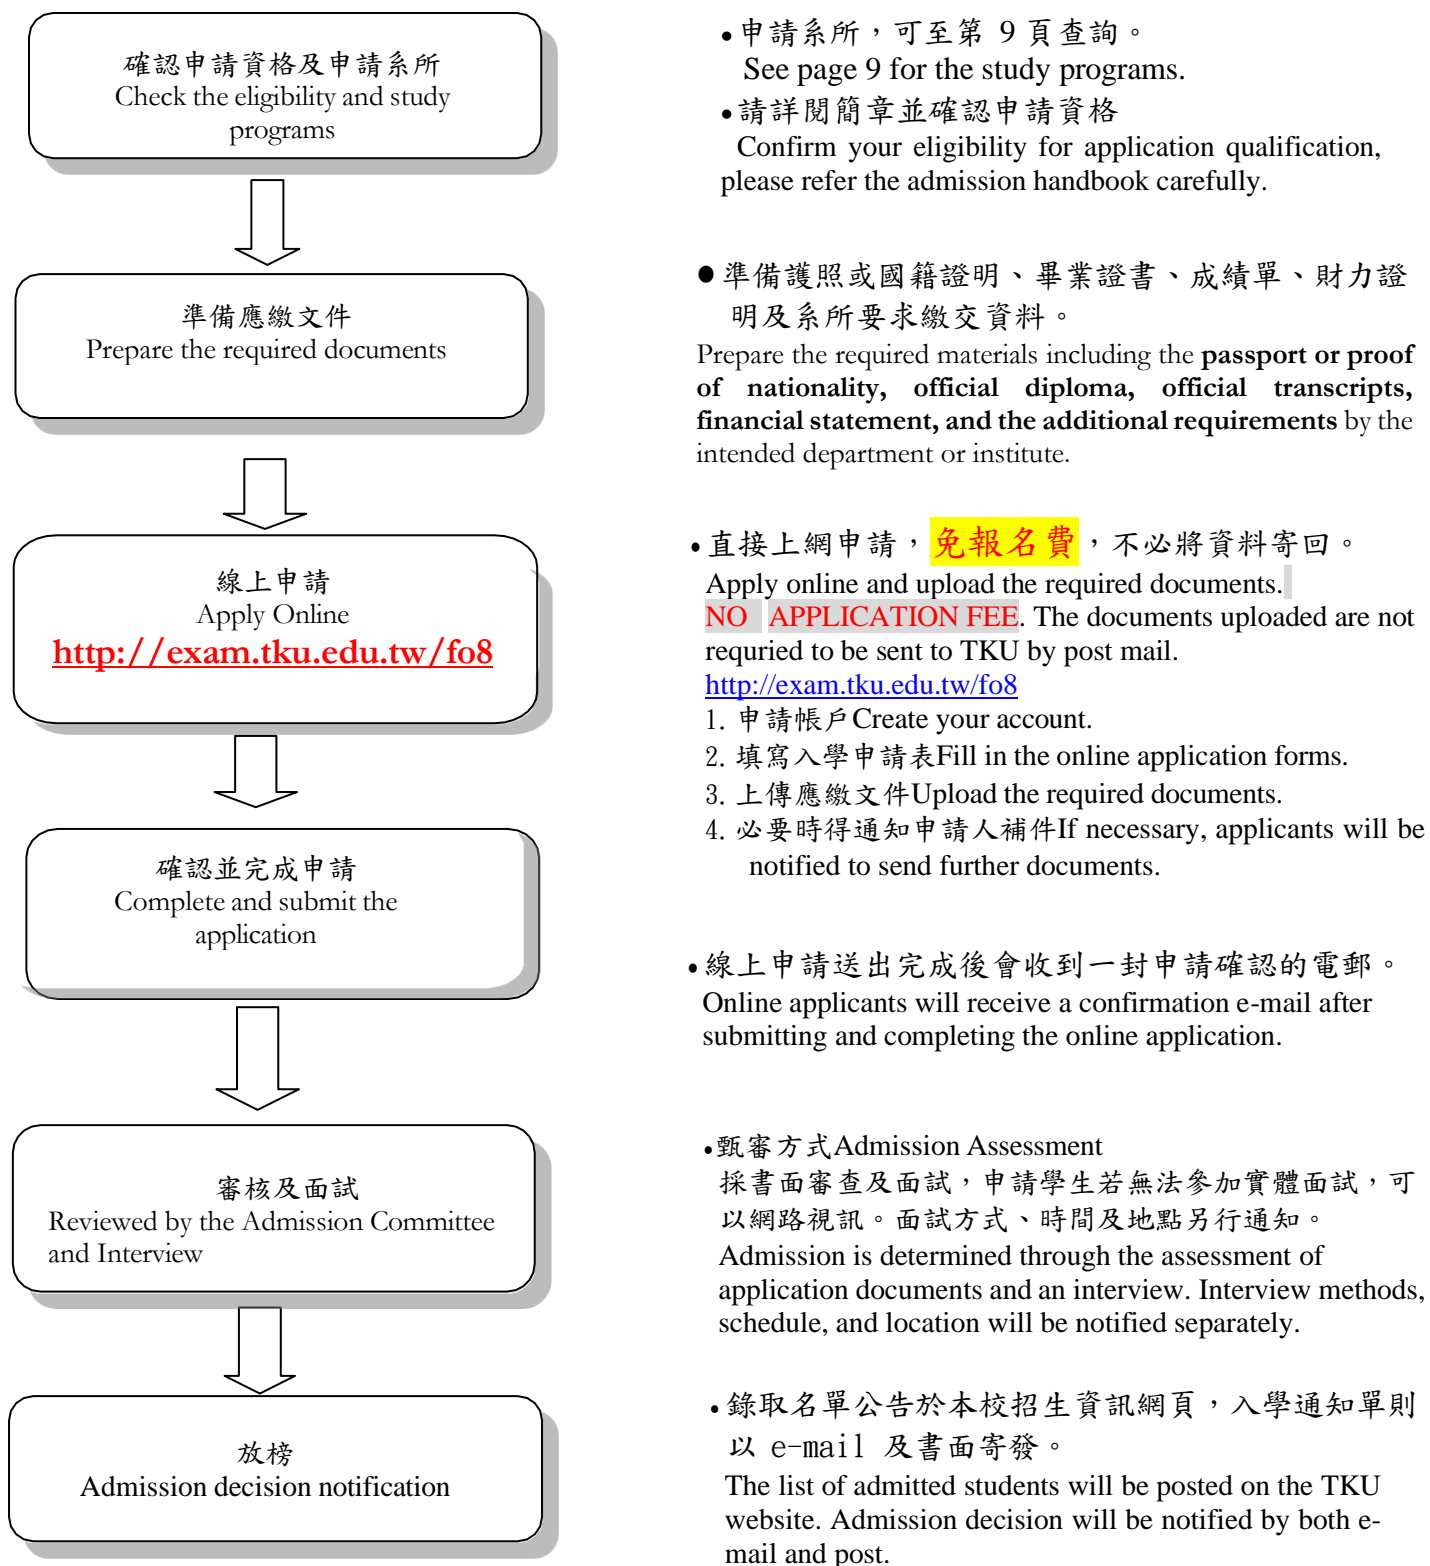 確認申請資格及申請系所
Check the eligibility and study
programs
●申請系所，可至第 9 頁查詢。
See page 9 for the study programs.
●請詳閱簡章並確認申請資格
Confirm your eligibility for application qualification,
please refer the admission handbook carefully.
準備應繳文件
Prepare the required documents
●準備護照或國籍證明、畢業證書、成績單、財力證
明及系所要求繳交資料。
Prepare the required materials including the passport or proof
of nationality, official diploma, official transcripts,
financial statement, and the additional requirements by the
intended department or institute.
線上申請
Apply Online
http://exam.tku.edu.tw/fo8
●直接上網申請，免報名費，不必將資料寄回。
Apply online and upload the required documents.
NO APPLICATION FEE. The documents uploaded are not
requried to be sent to TKU by post mail.
http://exam.tku.edu.tw/fo8
1. 申請帳戶Create your account.
2. 填寫入學申請表Fill in the online application forms.
3. 上傳應繳文件Upload the required documents.
4. 必要時得通知申請人補件If necessary, applicants will be
notified to send further documents.
確認並完成申請
Complete and submit the
application
●線上申請送出完成後會收到一封申請確認的電郵。
Online applicants will receive a confirmation e-mail after
submitting and completing the online application.
審核及面試
Reviewed by the Admission Committee
and Interview
●甄審方式Admission Assessment
採書面審查及面試，申請學生若無法參加實體面試，可
以網路視訊。面試方式、時間及地點另行通知。
Admission is determined through the assessment of
application documents and an interview. Interview methods,
schedule, and location will be notified separately.
放榜
Admission decision notification
●錄取名單公告於本校招生資訊網頁，入學通知單則
以 e-mail 及書面寄發。
The list of admitted students will be posted on the TKU
website. Admission decision will be notified by both e-
mail and post.